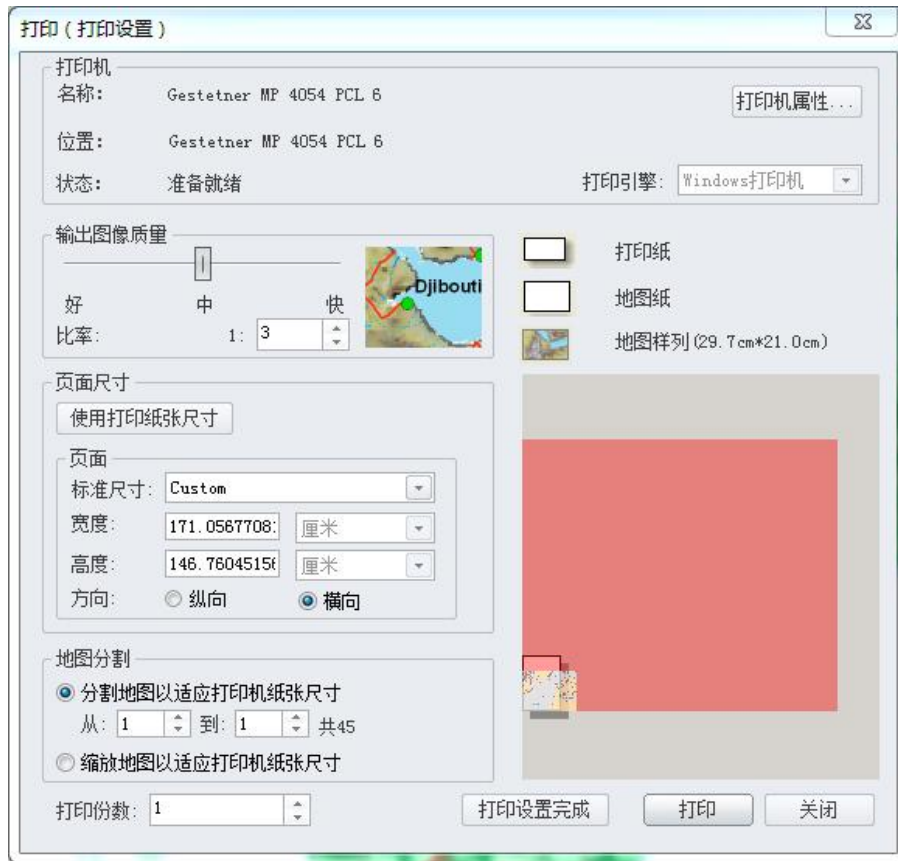 打印(打印设置)
打印机
名称: Gestetner MP 4054 PCL 6
打印机属性...
位置: Gestetner MP 4054 PCL 6
状态: 准备就绪
打印引擎: Windows打印机
输出图像质量
好 中 快
比率: 1: 3
Djibouti
打印纸
地图纸
地图样列(29.7cm*21.0cm)
页面尺寸
使用打印纸张尺寸
页面
标准尺寸: Custom
宽度: 171.05677081 厘米
高度: 146.76045156 厘米
方向: 纵向 横向
地图分割
分割地图以适应打印机纸张尺寸
从: 1 到: 1 共45
缩放地图以适应打印机纸张尺寸
打印份数: 1
打印设置完成 打印 关闭